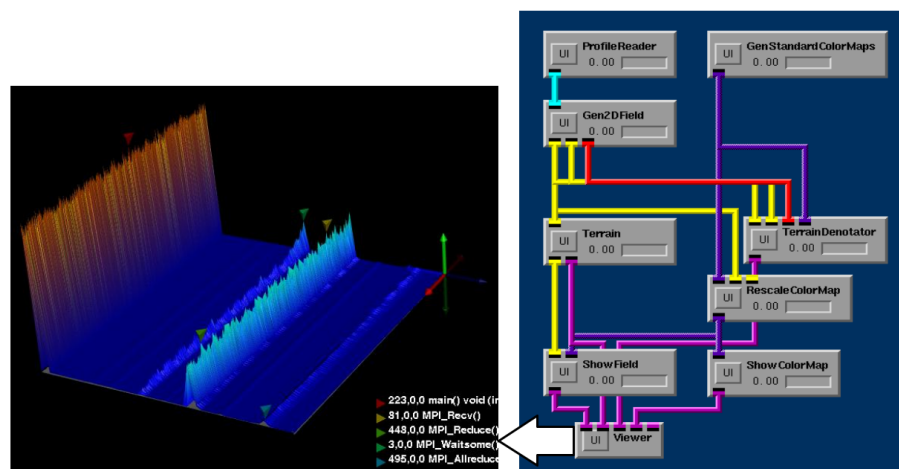 223,0,0 main() void (in
81,0,0 MPI_Recv()
448,0,0 MPI_Reduce()
3,0,0 MPI_Waitsome()
495,0,0 MPI_Allreduce
ProfileReader
UI
0.00
GenStandardColorMaps
UI
0.00
Gen2DField
UI
0.00
Terrain
UI
0.00
TerrainDenotator
UI
0.00
RescaleColorMap
UI
0.00
ShowField
UI
0.00
ShowColorMap
UI
0.00
UI Viewer